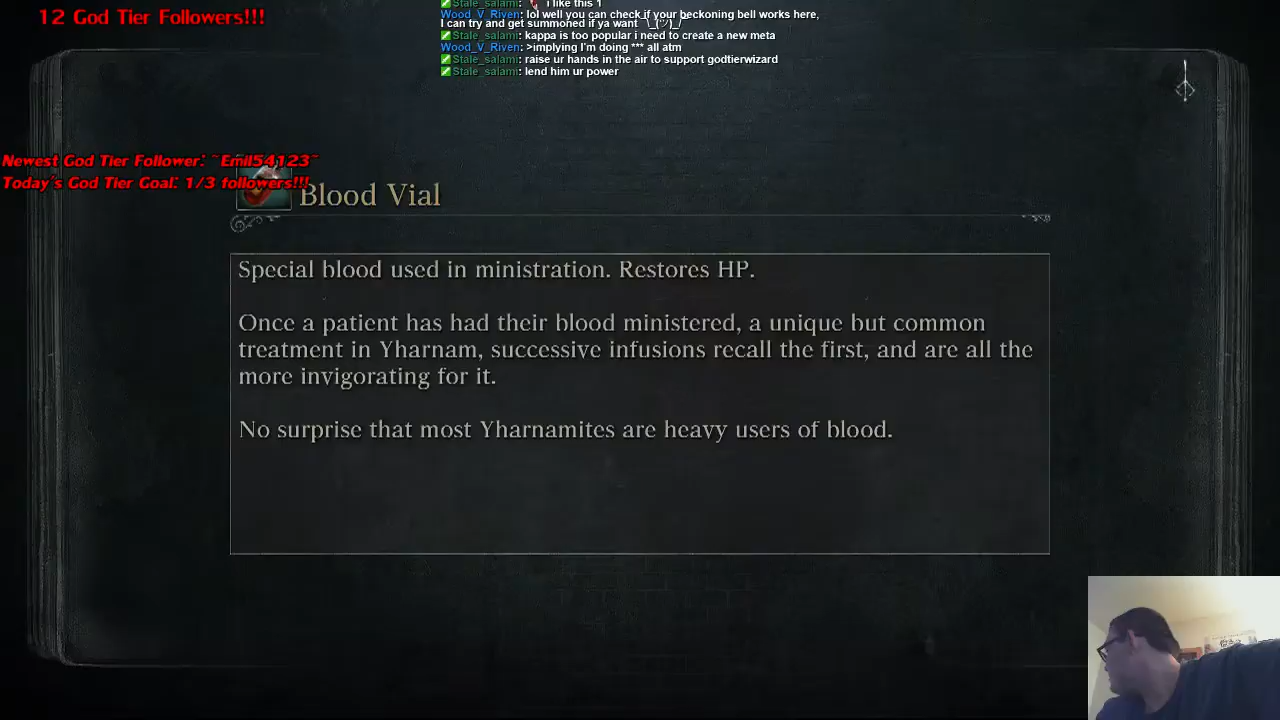 12 God Tier Followers!!!
Stale_salami: i like this 1
Wood_V_Riven: lol well you can check if your beckoning bell works here,
I can try and get summoned if ya want ¯\_(ツ)_/¯
Stale_salami: kappa is too popular i need to create a new meta
Wood_V_Riven: >implying I'm doing *** all atm
Stale_salami: raise ur hands in the air to support godtierwizard
Stale_salami: lend him ur power
Newest God Tier Follower: ~Emil54123~
Today's God Tier Goal: 1/3 followers!!!
Blood Vial
Special blood used in ministration. Restores HP.
Once a patient has had their blood ministered, a unique but common
treatment in Yharnam, successive infusions recall the first, and are all the
more invigorating for it.
No surprise that most Yharnamites are heavy users of blood.